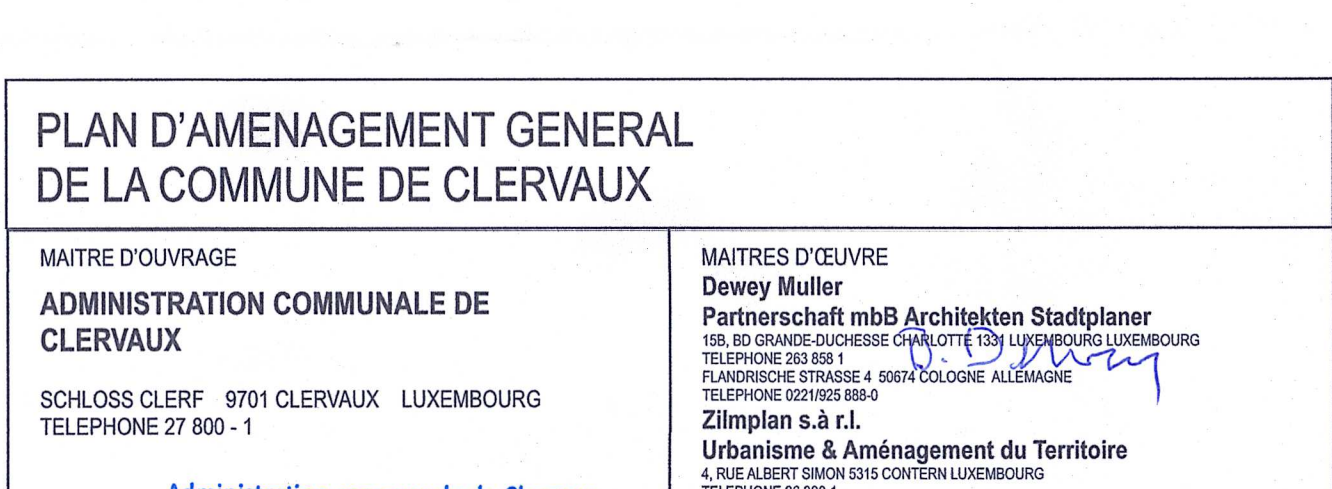 PLAN D'AMENAGEMENT GENERAL
DE LA COMMUNE DE CLERVAUX
MAITRE D'OUVRAGE
ADMINISTRATION COMMUNALE DE
CLERVAUX
SCHLOSS CLERF 9701 CLERVAUX LUXEMBOURG
TELEPHONE 27 800 - 1
MAITRES D'ŒUVRE
Dewey Muller
Partnerschaft mbB Architekten Stadtplaner
15B, BD GRANDE-DUCHESSE CHARLOTTE 1331 LUXEMBOURG LUXEMBOURG
TELEPHONE 263 858 1
FLANDRISCHE STRASSE 4 50674 COLOGNE ALLEMAGNE
TELEPHONE 0221/925 888-0
Zilmplan s.à r.l.
Urbanisme & Aménagement du Territoire
4, RUE ALBERT SIMON 5315 CONTERN LUXEMBOURG